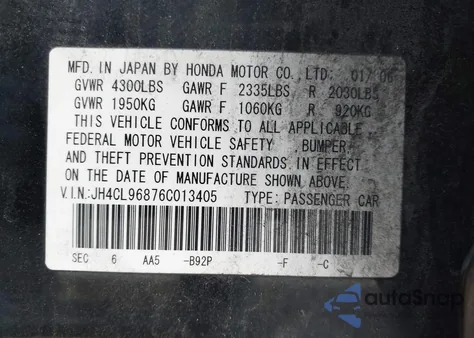 MFD. IN JAPAN BY HONDA MOTOR CO., LTD. 01/06
GVWR 4300LBS GAWR F 2335LBS R 2030LBS
GVWR 1950KG GAWR F 1060KG R 920KG
THIS VEHICLE CONFORMS TO ALL APPLICABLE
FEDERAL MOTOR VEHICLE SAFETY, BUMPER,
AND THEFT PREVENTION STANDARDS IN EFFECT
ON THE DATE OF MANUFACTURE SHOWN ABOVE.
V.I.N:JH4CL96876C013405 TYPE: PASSENGER CAR
SEC 6 AA5 -B92P -F -C
autoSnap